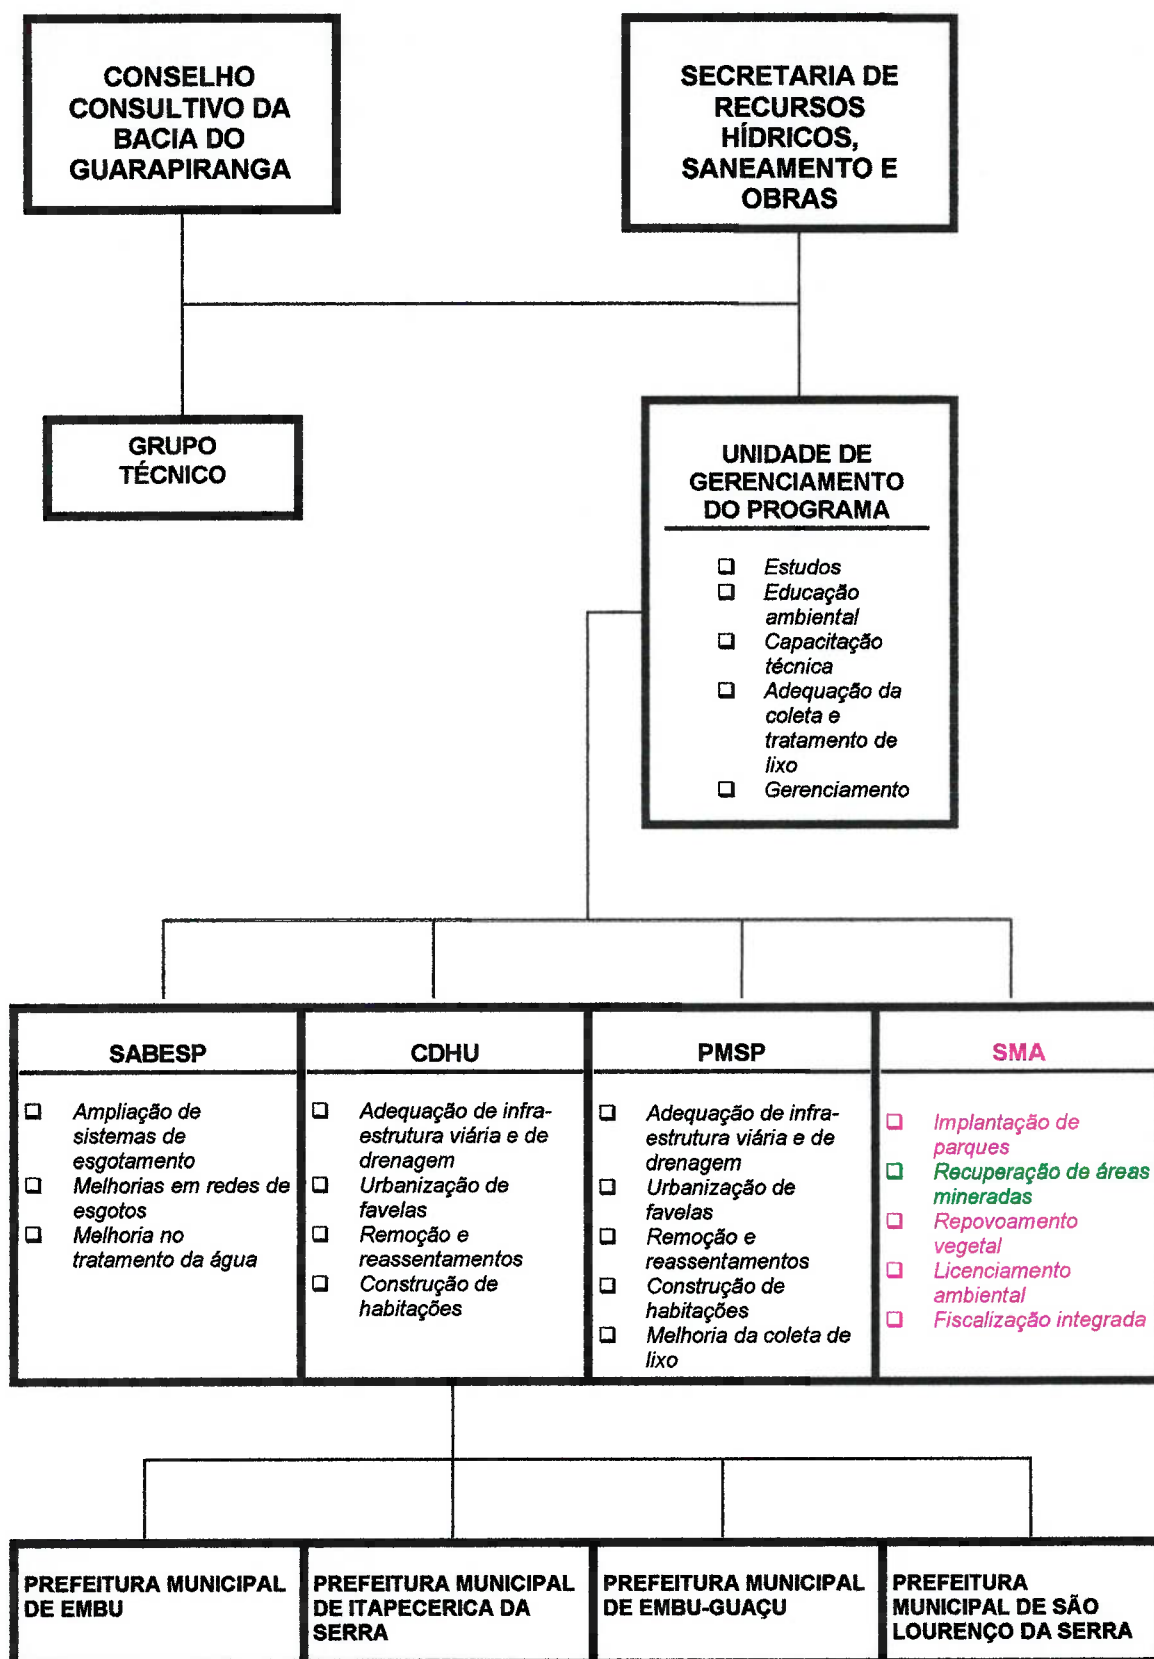 CONSELHO
CONSULTIVO DA
BACIA DO
GUARAPIRANGA
SECRETARIA DE
RECURSOS
HÍDRICOS,
SANEAMENTO E
OBRAS
GRUPO
TÉCNICO
UNIDADE DE
GERENCIAMENTO
DO PROGRAMA
Estudos
Educação
ambiental
Capacitação
técnica
Adequação da
coleta e
tratamento de
lixo
Gerenciamento
SABESP
Ampliação de
sistemas de
esgotamento
Melhorias em redes de
esgotos
Melhoria no
tratamento da água
CDHU
Adequação de infra-
estrutura viária e de
drenagem
Urbanização de
favelas
Remoção e
reassentamentos
Construção de
habitações
PMSP
Adequação de infra-
estrutura viária e de
drenagem
Urbanização de
favelas
Remoção e
reassentamentos
Construção de
habitações
Melhoria da coleta de
lixo
SMA
Implantação de
parques
Recuperação de áreas
mineradas
Repovoamento
vegetal
Licenciamento
ambiental
Fiscalização integrada
PREFEITURA MUNICIPAL
DE EMBU
PREFEITURA MUNICIPAL
DE ITAPECERICA DA
SERRA
PREFEITURA MUNICIPAL
DE EMBU-GUAÇU
PREFEITURA
MUNICIPAL DE SÃO
LOURENÇO DA SERRA